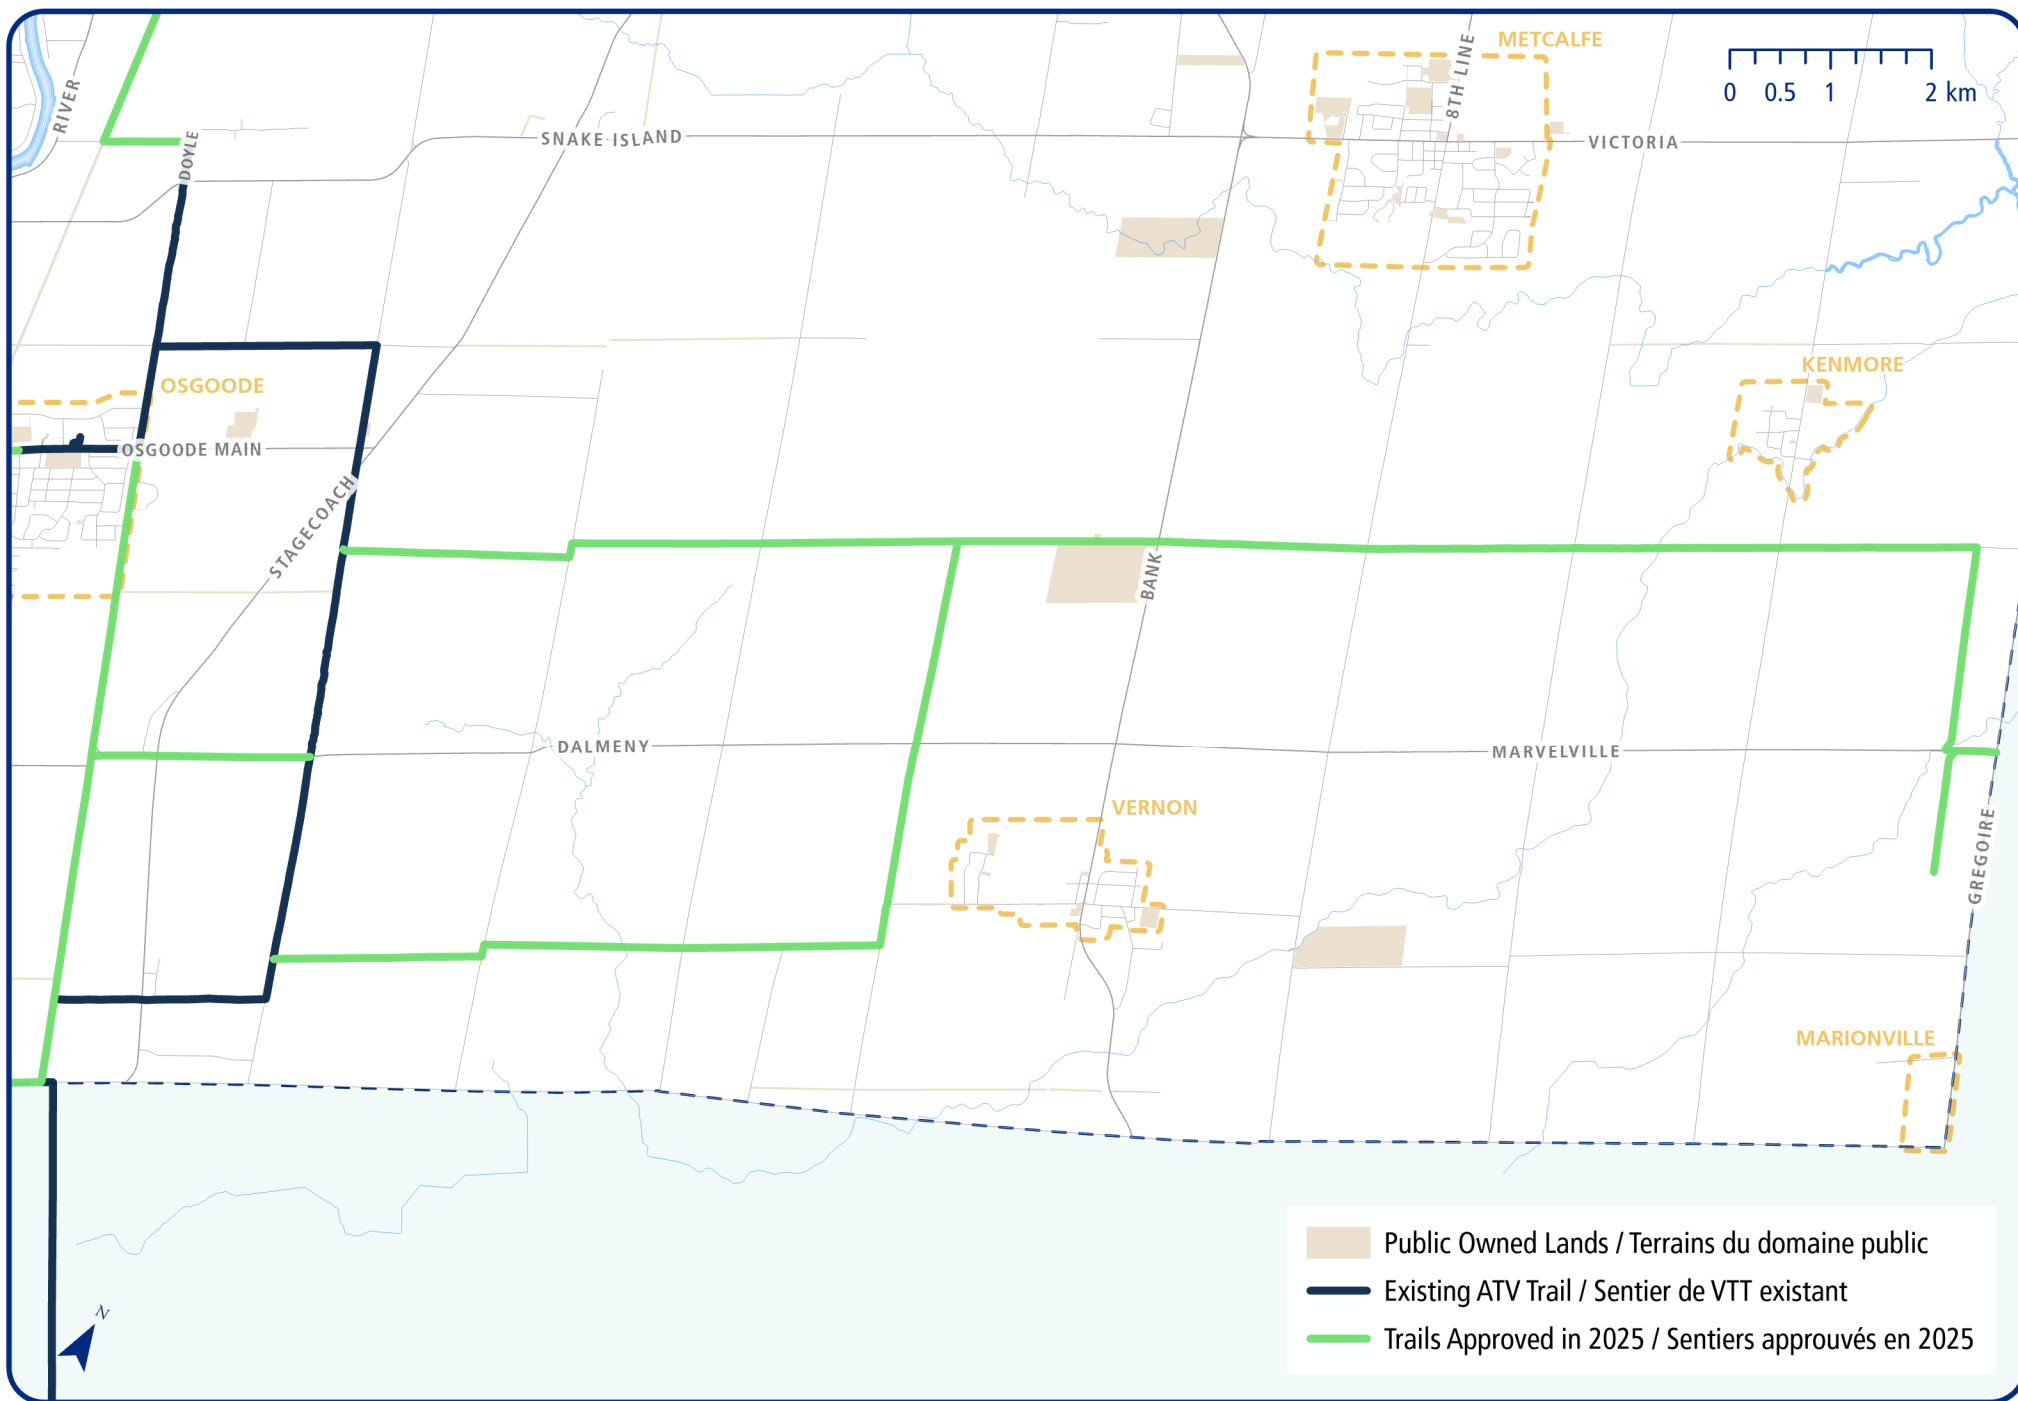 METCALFE
8TH LINE
RIVER
0 0.5 1 2 km
DOYLE
SNAKE ISLAND
VICTORIA
KENMORE
OSGOODE
OSGOODE MAIN
STAGECOACH
BANK
DALMENY
MARVELVILLE
VERNON
GREGOIRE
MARIONVILLE
Public Owned Lands / Terrains du domaine public
Existing ATV Trail / Sentier de VTT existant
Trails Approved in 2025 / Sentiers approuvés en 2025
N